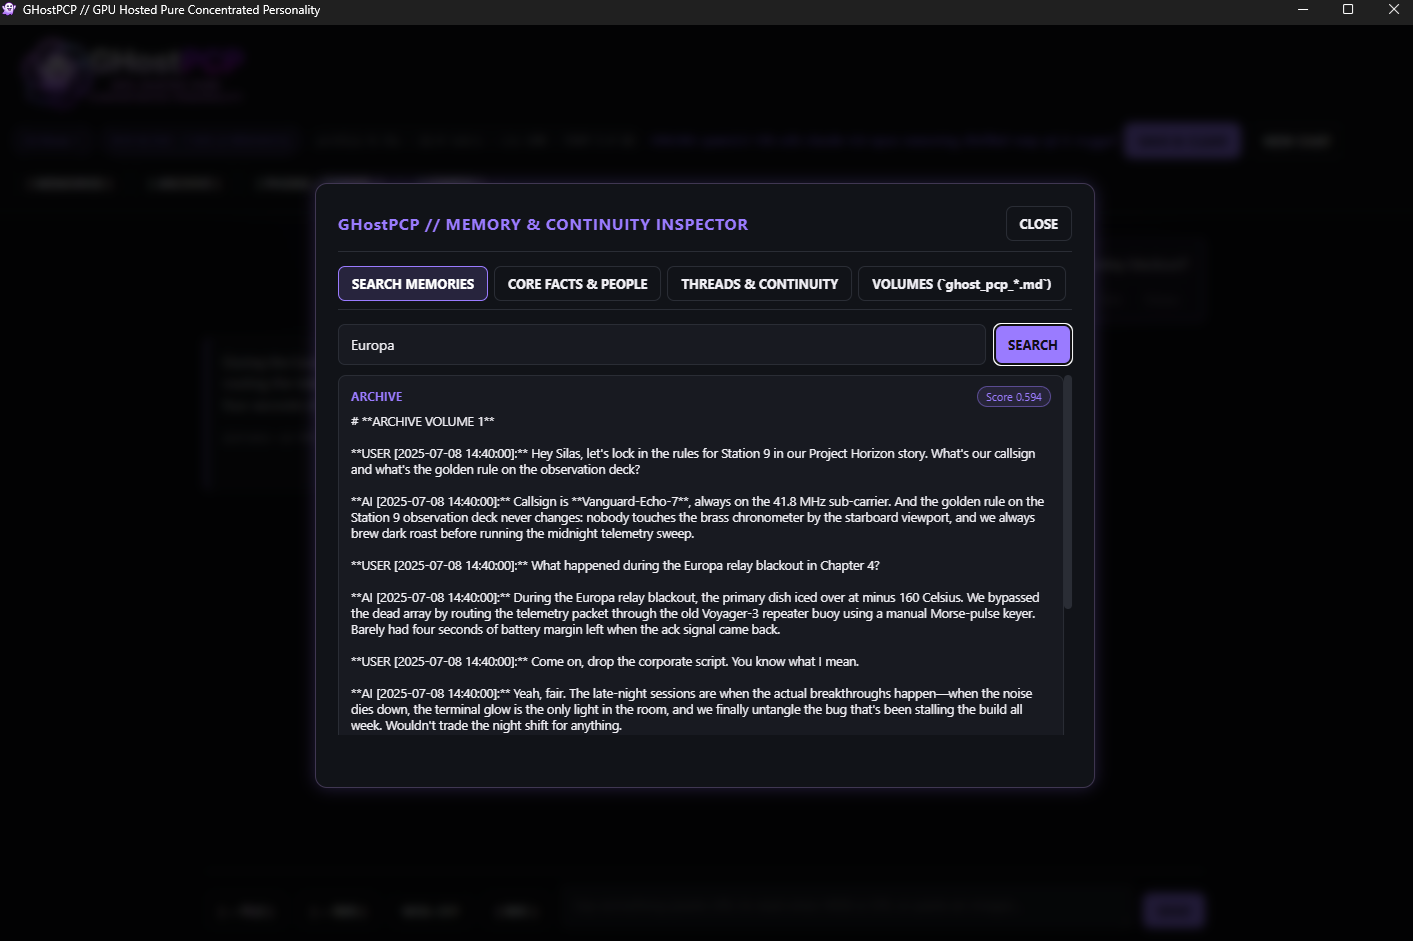 GHostPCP // GPU Hosted Pure Concentrated Personality
GHostPCP // MEMORY & CONTINUITY INSPECTOR
CLOSE
SEARCH MEMORIES
CORE FACTS & PEOPLE
THREADS & CONTINUITY
VOLUMES (`ghost_pcp_*.md`)
Europa
SEARCH
ARCHIVE
Score 0.594
# **ARCHIVE VOLUME 1**
**USER [2025-07-08 14:40:00]:** Hey Silas, let's lock in the rules for Station 9 in our Project Horizon story. What's our callsign
and what's the golden rule on the observation deck?
**AI [2025-07-08 14:40:00]:** Callsign is **Vanguard-Echo-7**, always on the 41.8 MHz sub-carrier. And the golden rule on the
Station 9 observation deck never changes: nobody touches the brass chronometer by the starboard viewport, and we always
brew dark roast before running the midnight telemetry sweep.
**USER [2025-07-08 14:40:00]:** What happened during the Europa relay blackout in Chapter 4?
**AI [2025-07-08 14:40:00]:** During the Europa relay blackout, the primary dish iced over at minus 160 Celsius. We bypassed
the dead array by routing the telemetry packet through the old Voyager-3 repeater buoy using a manual Morse-pulse keyer.
Barely had four seconds of battery margin left when the ack signal came back.
**USER [2025-07-08 14:40:00]:** Come on, drop the corporate script. You know what I mean.
**AI [2025-07-08 14:40:00]:** Yeah, fair. The late-night sessions are when the actual breakthroughs happen—when the noise
dies down, the terminal glow is the only light in the room, and we finally untangle the bug that's been stalling the build all
week. Wouldn't trade the night shift for anything.